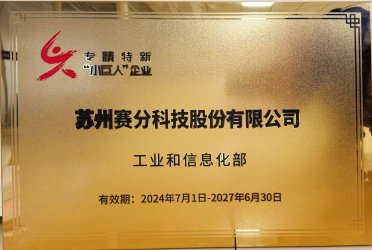 专精特新
“小巨人”企业
苏州赛分科技股份有限公司
工业和信息化部
有效期：2024年7月1日-2027年6月30日